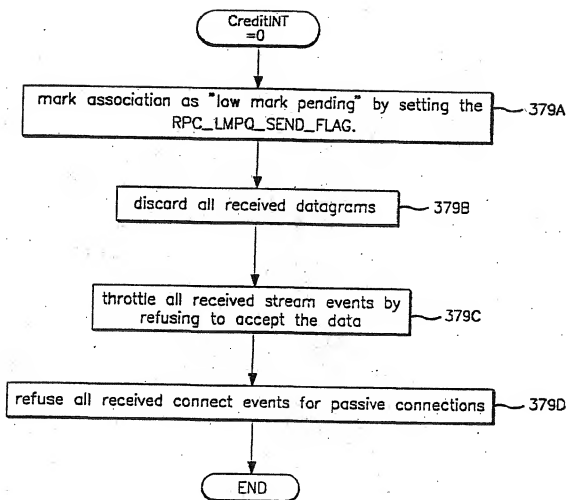 CreditINT
=0
mark association as "low mark pending" by setting the
RPC_LMPQ_SEND_FLAG.
379A
discard all received datagrams
379B
throttle all received stream events by
refusing to accept the data
379C
refuse all received connect events for passive connections
379D
END